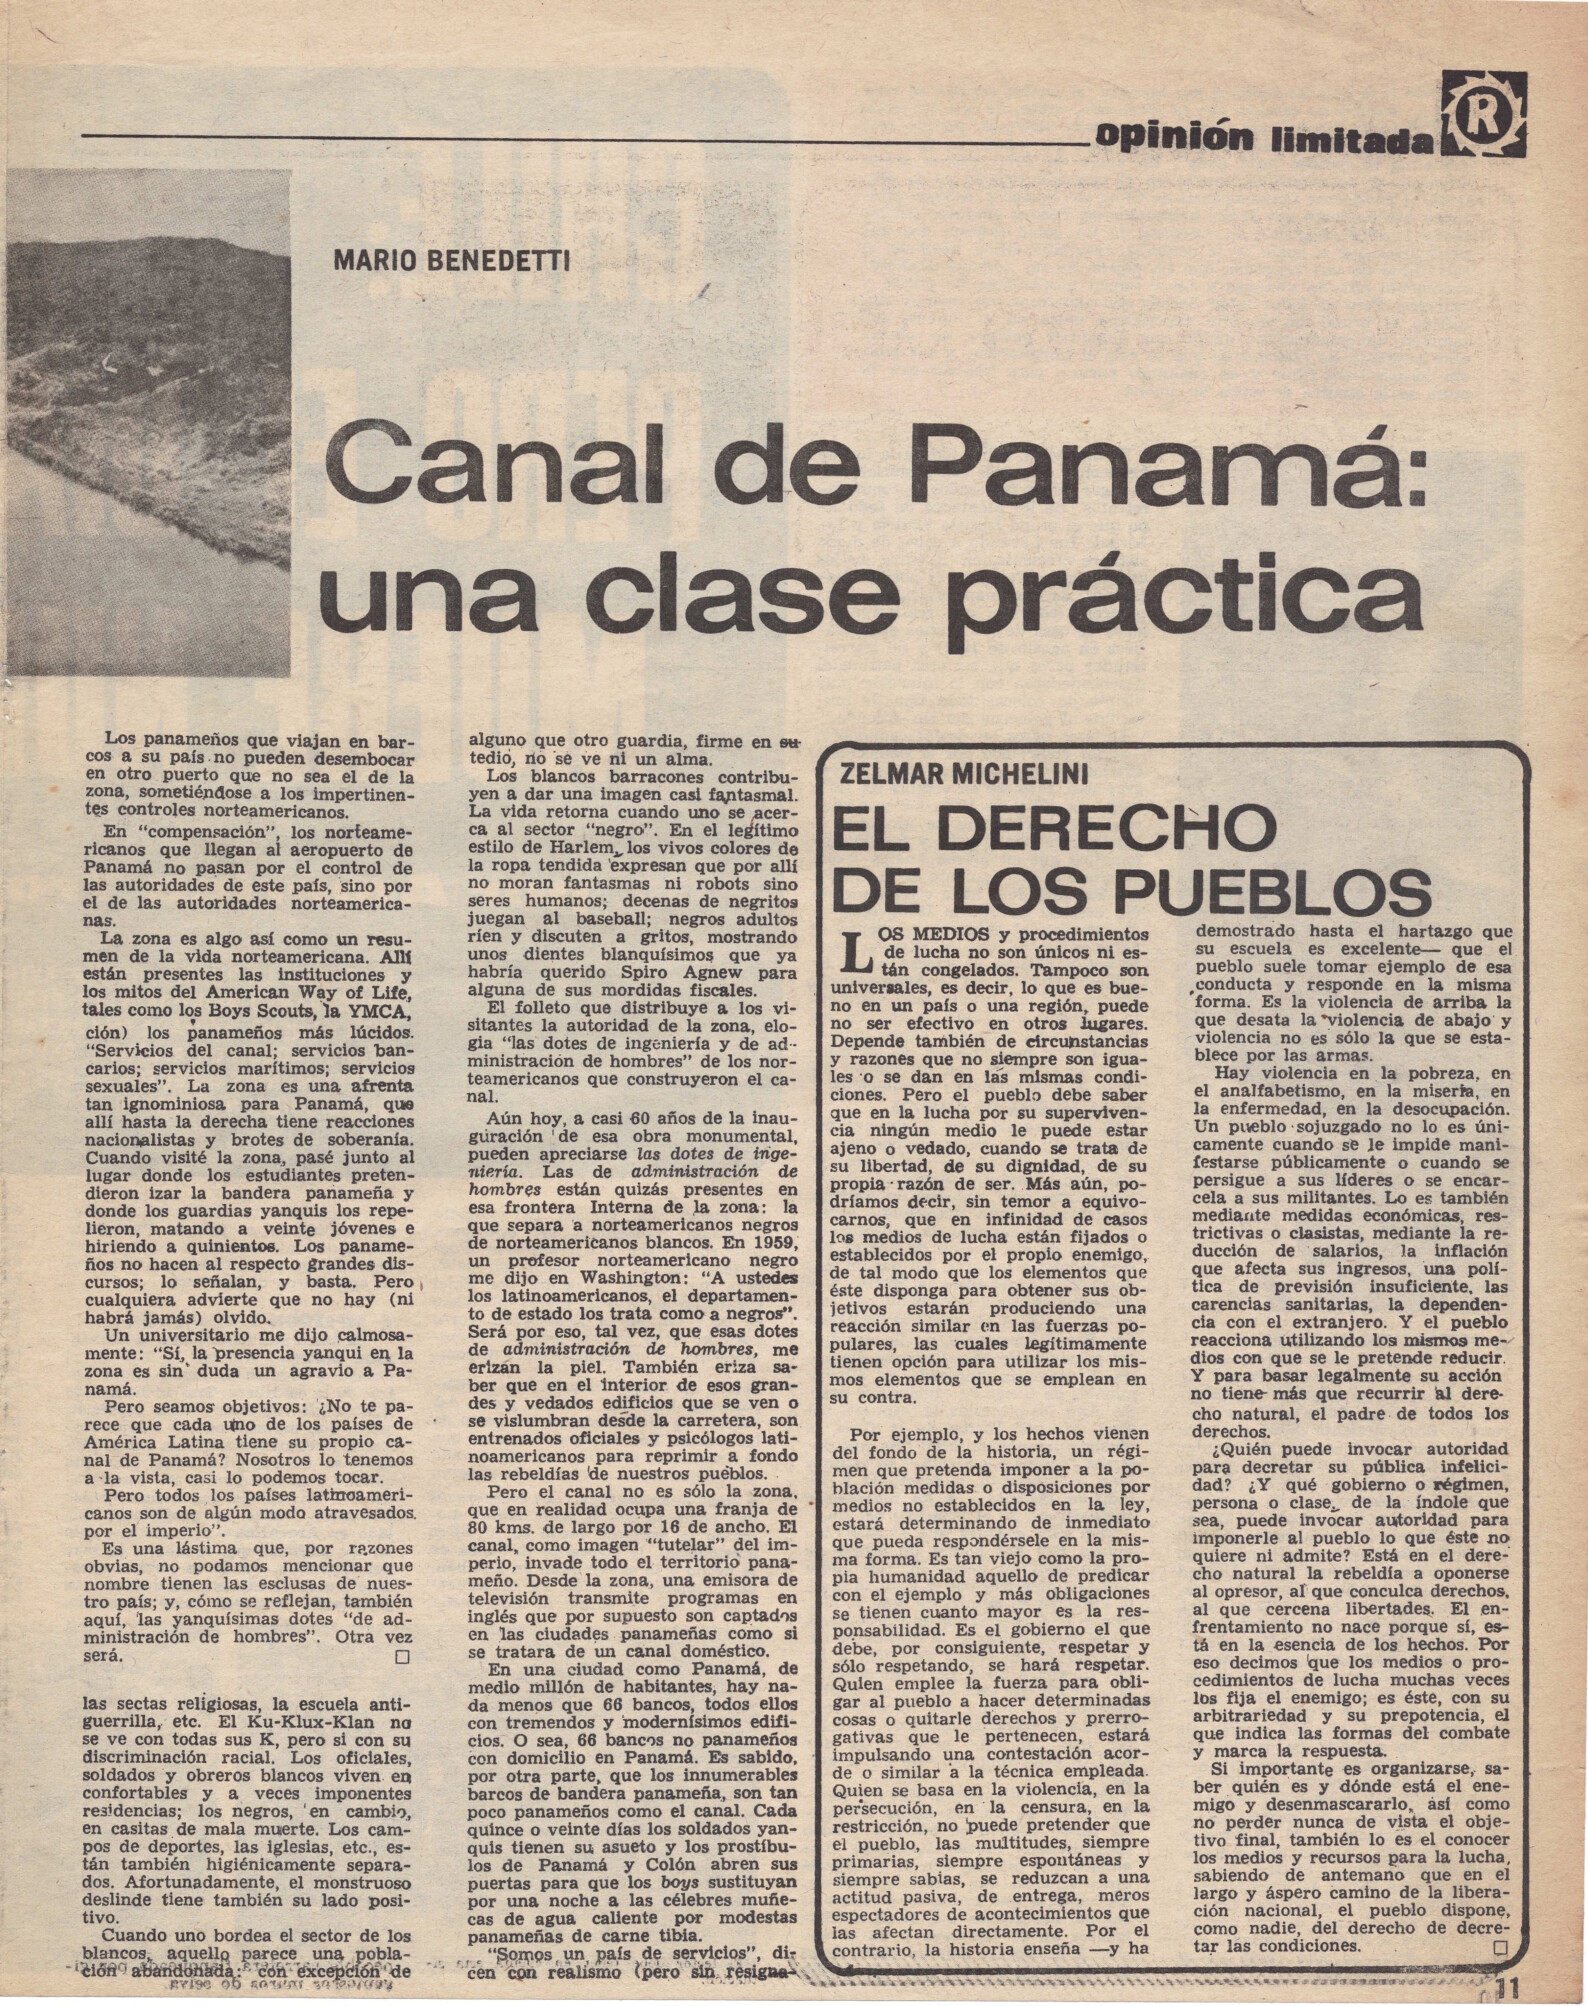 opinión limitada
R
MARIO BENEDETTI
Canal de Panamá:
una clase práctica
Los panameños que viajan en bar-
cos a su país no pueden desembocar
en otro puerto que no sea el de la
zona, sometiéndose a los impertinen-
tes controles norteamericanos.
En “compensación”, los norteame-
ricanos que llegan al aeropuerto de
Panamá no pasan por el control de
las autoridades de este país, sino por
el de las autoridades norteamerica-
nas.
La zona es algo así como un resu-
men de la vida norteamericana. Allí
están presentes las instituciones y
los mitos del American Way of Life,
tales como los Boys Scouts, la YMCA,
ción) los panameños más lúcidos.
“Servicios del canal; servicios ban-
carios; servicios marítimos; servicios
sexuales”. La zona es una afrenta
tan ignominiosa para Panamá, que
allí hasta la derecha tiene reacciones
nacionalistas y brotes de soberanía.
Cuando visité la zona, pasé junto al
lugar donde los estudiantes preten-
dieron izar la bandera panameña y
donde los guardias yanquis los repe-
lieron, matando a veinte jóvenes e
hiriendo a quinientos. Los paname-
ños no hacen al respecto grandes dis-
cursos; lo señalan, y basta. Pero
cualquiera advierte que no hay (ni
habrá jamás) olvido.
Un universitario me dijo calmosa-
mente: “Sí, la presencia yanqui en la
zona es sin duda un agravio a Pa-
namá.
Pero seamos objetivos: ¿No te pa-
rece que cada uno de los países de
América Latina tiene su propio ca-
nal de Panamá? Nosotros lo tenemos
a la vista, casi lo podemos tocar.
Pero todos los países latinoameri-
canos son de algún modo atravesados
por el imperio”.
Es una lástima que, por razones
obvias, no podamos mencionar que
nombre tienen las esclusas de nues-
tro país; y, cómo se reflejan, también
aquí, las yanquísimas dotes “de ad-
ministración de hombres”. Otra vez
será. □
las sectas religiosas, la escuela anti-
guerrilla, etc. El Ku-Klux-Klan no
se ve con todas sus K, pero si con su
discriminación racial. Los oficiales,
soldados y obreros blancos viven en
confortables y a veces imponentes
residencias; los negros, en cambio,
en casitas de mala muerte. Los cam-
pos de deportes, las iglesias, etc., es-
tán también higiénicamente separa-
dos. Afortunadamente, el monstruoso
deslinde tiene también su lado posi-
tivo.
Cuando uno bordea el sector de los
blancos, aquello parece una pobla-
ción abandonada: con excepción de
alguno que otro guardia, firme en su
tedio, no se ve ni un alma.
Los blancos barracones contribu-
yen a dar una imagen casi fantasmal.
La vida retorna cuando uno se acer-
ca al sector “negro”. En el legítimo
estilo de Harlem, los vivos colores de
la ropa tendida expresan que por allí
no moran fantasmas ni robots sino
seres humanos; decenas de negritos
juegan al baseball; negros adultos
ríen y discuten a gritos, mostrando
unos dientes blanquísimos que ya
habría querido Spiro Agnew para
alguna de sus mordidas fiscales.
El folleto que distribuye a los vi-
sitantes la autoridad de la zona, elo-
gia “las dotes de ingeniería y de ad-
ministración de hombres” de los nor-
teamericanos que construyeron el ca-
nal.
Aún hoy, a casi 60 años de la inau-
guración de esa obra monumental,
pueden apreciarse las dotes de inge-
niería. Las de administración de
hombres están quizás presentes en
esa frontera Interna de la zona: la
que separa a norteamericanos negros
de norteamericanos blancos. En 1959,
un profesor norteamericano negro
me dijo en Washington: “A ustedes
los latinoamericanos, el departamen-
to de estado los trata como a negros”.
Será por eso, tal vez, que esas dotes
de administración de hombres, me
erizán la piel. También eriza sa-
ber que en el interior de esos gran-
des y vedados edificios que se ven o
se vislumbran desde la carretera, son
entrenados oficiales y psicólogos lati-
noamericanos para reprimir a fondo
las rebeldías de nuestros pueblos.
Pero el canal no es sólo la zona,
que en realidad ocupa una franja de
80 kms. de largo por 16 de ancho. El
canal, como imagen “tutelar” del im-
perio, invade todo el territorio pana-
meño. Desde la zona, una emisora de
televisión transmite programas en
inglés que por supuesto son captados
en las ciudades panameñas como si
se tratara de un canal doméstico.
En una ciudad como Panamá, de
medio millón de habitantes, hay na-
da menos que 66 bancos, todos ellos
con tremendos y modernísimos edifi-
cios. O sea, 66 bancos no panameños
con domicilio en Panamá. Es sabido,
por otra parte, que los innumerables
barcos de bandera panameña, son tan
poco panameños como el canal. Cada
quince o veinte días los soldados yan-
quis tienen su asueto y los prostíbu-
los de Panamá y Colón abren sus
puertas para que los boys sustituyan
por una noche a las célebres muñe-
cas de agua caliente por modestas
panameñas de carne tibia.
“Somos un país de servicios”, di-
cen con realismo (pero sin resigna-
ZELMAR MICHELINI
EL DERECHO
DE LOS PUEBLOS
LOS MEDIOS y procedimientos
de lucha no son únicos ni es-
tán congelados. Tampoco son
universales, es decir, lo que es bue-
no en un país o una región, puede
no ser efectivo en otros lugares.
Depende también de circunstancias
y razones que no siempre son igua-
les o se dan en las mismas condi-
ciones. Pero el pueblo debe saber
que en la lucha por su superviven-
cia ningún medio le puede estar
ajeno o vedado, cuando se trata de
su libertad, de su dignidad, de su
propia razón de ser. Más aún, po-
dríamos decir, sin temor a equivo-
carnos, que en infinidad de casos
los medios de lucha están fijados o
establecidos por el propio enemigo,
de tal modo que los elementos que
éste disponga para obtener sus ob-
jetivos estarán produciendo una
reacción similar en las fuerzas po-
pulares, las cuales legítimamente
tienen opción para utilizar los mis-
mos elementos que se emplean en
su contra.
Por ejemplo, y los hechos vienen
del fondo de la historia, un régi-
men que pretenda imponer a la po-
blación medidas o disposiciones por
medios no establecidos en la ley,
estará determinando de inmediato
que pueda respondérsele en la mis-
ma forma. Es tan viejo como la pro-
pia humanidad aquello de predicar
con el ejemplo y más obligaciones
se tienen cuanto mayor es la res-
ponsabilidad. Es el gobierno el que
debe, por consiguiente, respetar y
sólo respetando, se hará respetar.
Quien emplee la fuerza para obli-
gar al pueblo a hacer determinadas
cosas o quitarle derechos y prerro-
gativas que le pertenecen, estará
impulsando una contestación acor-
de o similar a la técnica empleada.
Quien se basa en la violencia, en la
persecución, en la censura, en la
restricción, no puede pretender que
el pueblo, las multitudes, siempre
primarias, siempre espontáneas y
siempre sabias, se reduzcan a una
actitud pasiva, de entrega, meros
espectadores de acontecimientos que
las afectan directamente. Por el
contrario, la historia enseña —y ha
demostrado hasta el hartazgo que
su escuela es excelente— que el
pueblo suele tomar ejemplo de esa
conducta y responde en la misma
forma. Es la violencia de arriba la
que desata la violencia de abajo y
violencia no es sólo la que se esta-
blece por las armas.
Hay violencia en la pobreza, en
el analfabetismo, en la miseria, en
la enfermedad, en la desocupación.
Un pueblo sojuzgado no lo es úni-
camente cuando se le impide mani-
festarse públicamente o cuando se
persigue a sus líderes o se encar-
cela a sus militantes. Lo es también
mediante medidas económicas, res-
trictivas o clasistas, mediante la re-
ducción de salarios, la inflación
que afecta sus ingresos, una polí-
tica de previsión insuficiente, las
carencias sanitarias, la dependen-
cia con el extranjero. Y el pueblo
reacciona utilizando los mismos me-
dios con que se le pretende reducir.
Y para basar legalmente su acción
no tiene más que recurrir al dere-
cho natural, el padre de todos los
derechos.
¿Quién puede invocar autoridad
para decretar su pública infelici-
dad? ¿Y qué gobierno o régimen,
persona o clase, de la índole que
sea, puede invocar autoridad para
imponerle al pueblo lo que éste no
quiere ni admite? Está en el dere-
cho natural la rebeldía a oponerse
al opresor, al que conculca derechos,
al que cercena libertades. El en-
frentamiento no nace porque sí, es-
tá en la esencia de los hechos. Por
eso decimos que los medios o pro-
cedimientos de lucha muchas veces
los fija el enemigo; es éste, con su
arbitrariedad y su prepotencia, el
que indica las formas del combate
y marca la respuesta.
Si importante es organizarse, sa-
ber quién es y dónde está el ene-
migo y desenmascararlo, así como
no perder nunca de vista el obje-
tivo final, también lo es el conocer
los medios y recursos para la lucha,
sabiendo de antemano que en el
largo y áspero camino de la libera-
ción nacional, el pueblo dispone,
como nadie, del derecho de decre-
tar las condiciones. □
11